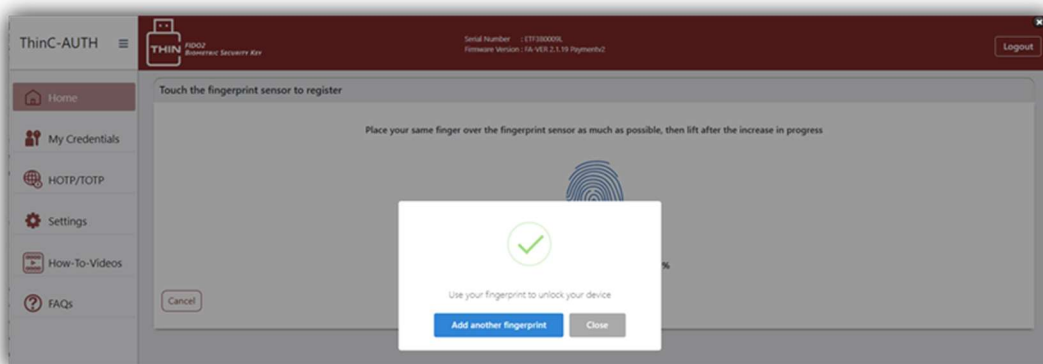 ThinC-AUTH
THIN
FIDO2
Biometric Security Key
Serial Number : ETF380009L
Firmware Version : FA-VER 2.1.19 Paymentv2
Logout
Home
My Credentials
HOTP/TOTP
Settings
How-To-Videos
FAQs
Touch the fingerprint sensor to register
Place your same finger over the fingerprint sensor as much as possible, then lift after the increase in progress
%
Use your fingerprint to unlock your device
Add another fingerprint
Close
Cancel